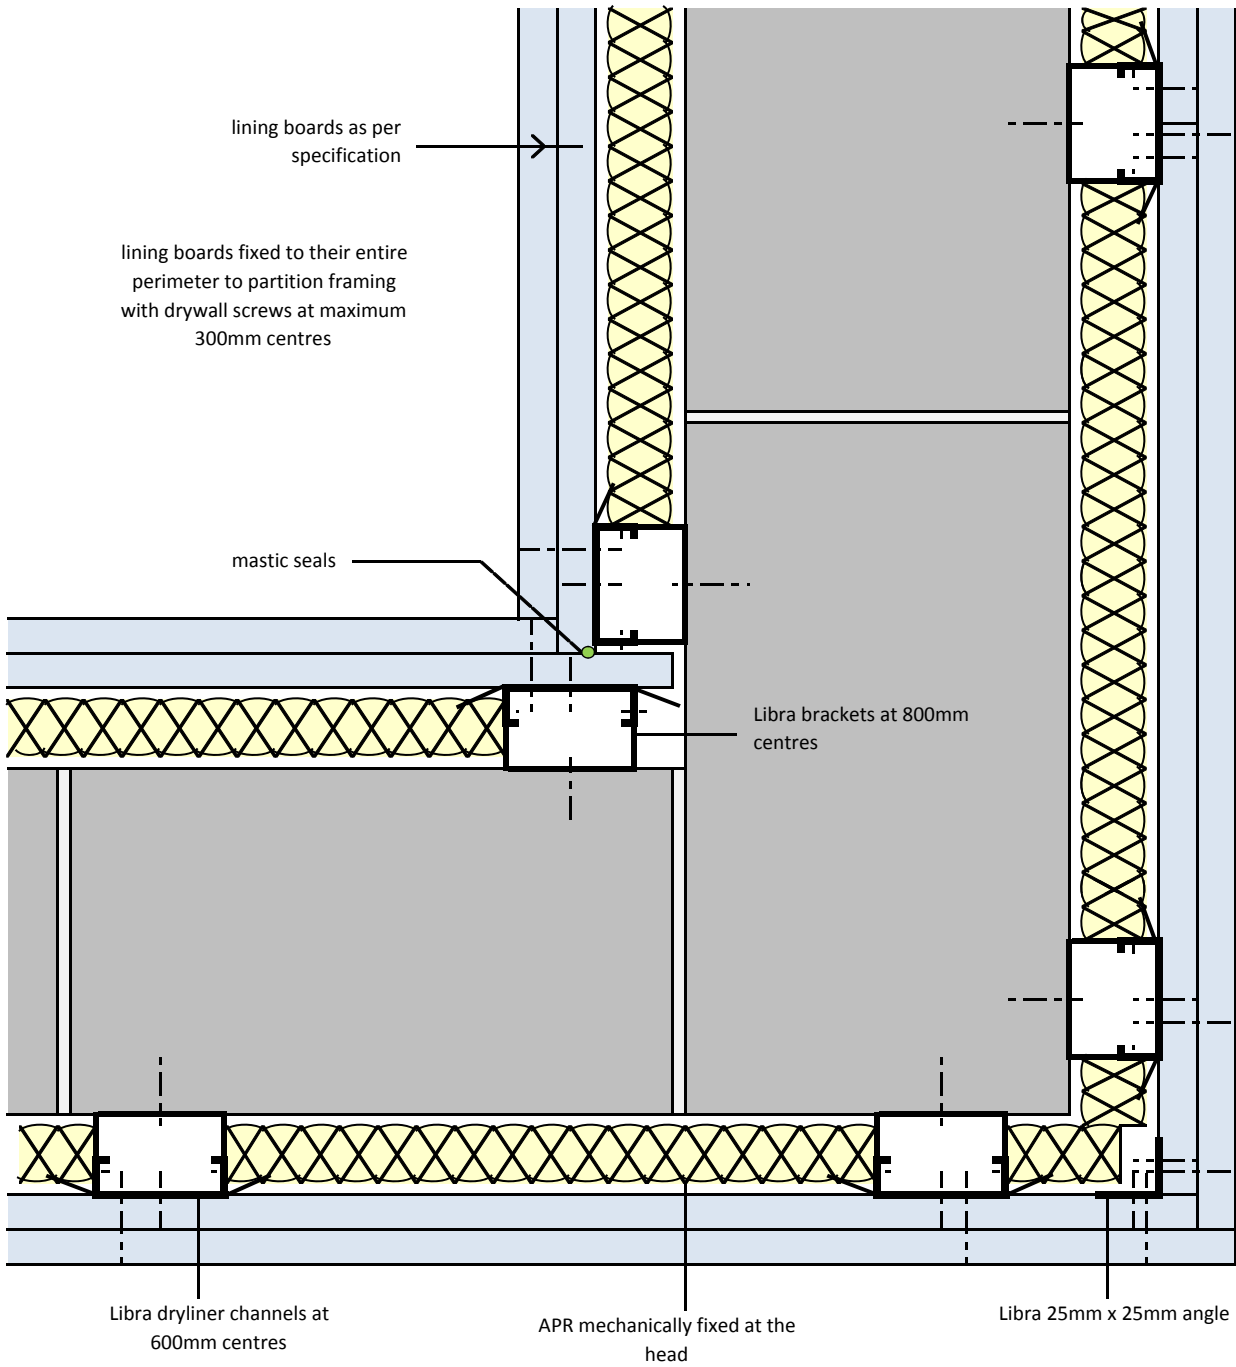 lining boards as per
specification
lining boards fixed to their entire
perimeter to partition framing
with drywall screws at maximum
300mm centres
mastic seals
Libra brackets at 800mm
centres
Libra dryliner channels at
600mm centres
APR mechanically fixed at the
head
Libra 25mm x 25mm angle